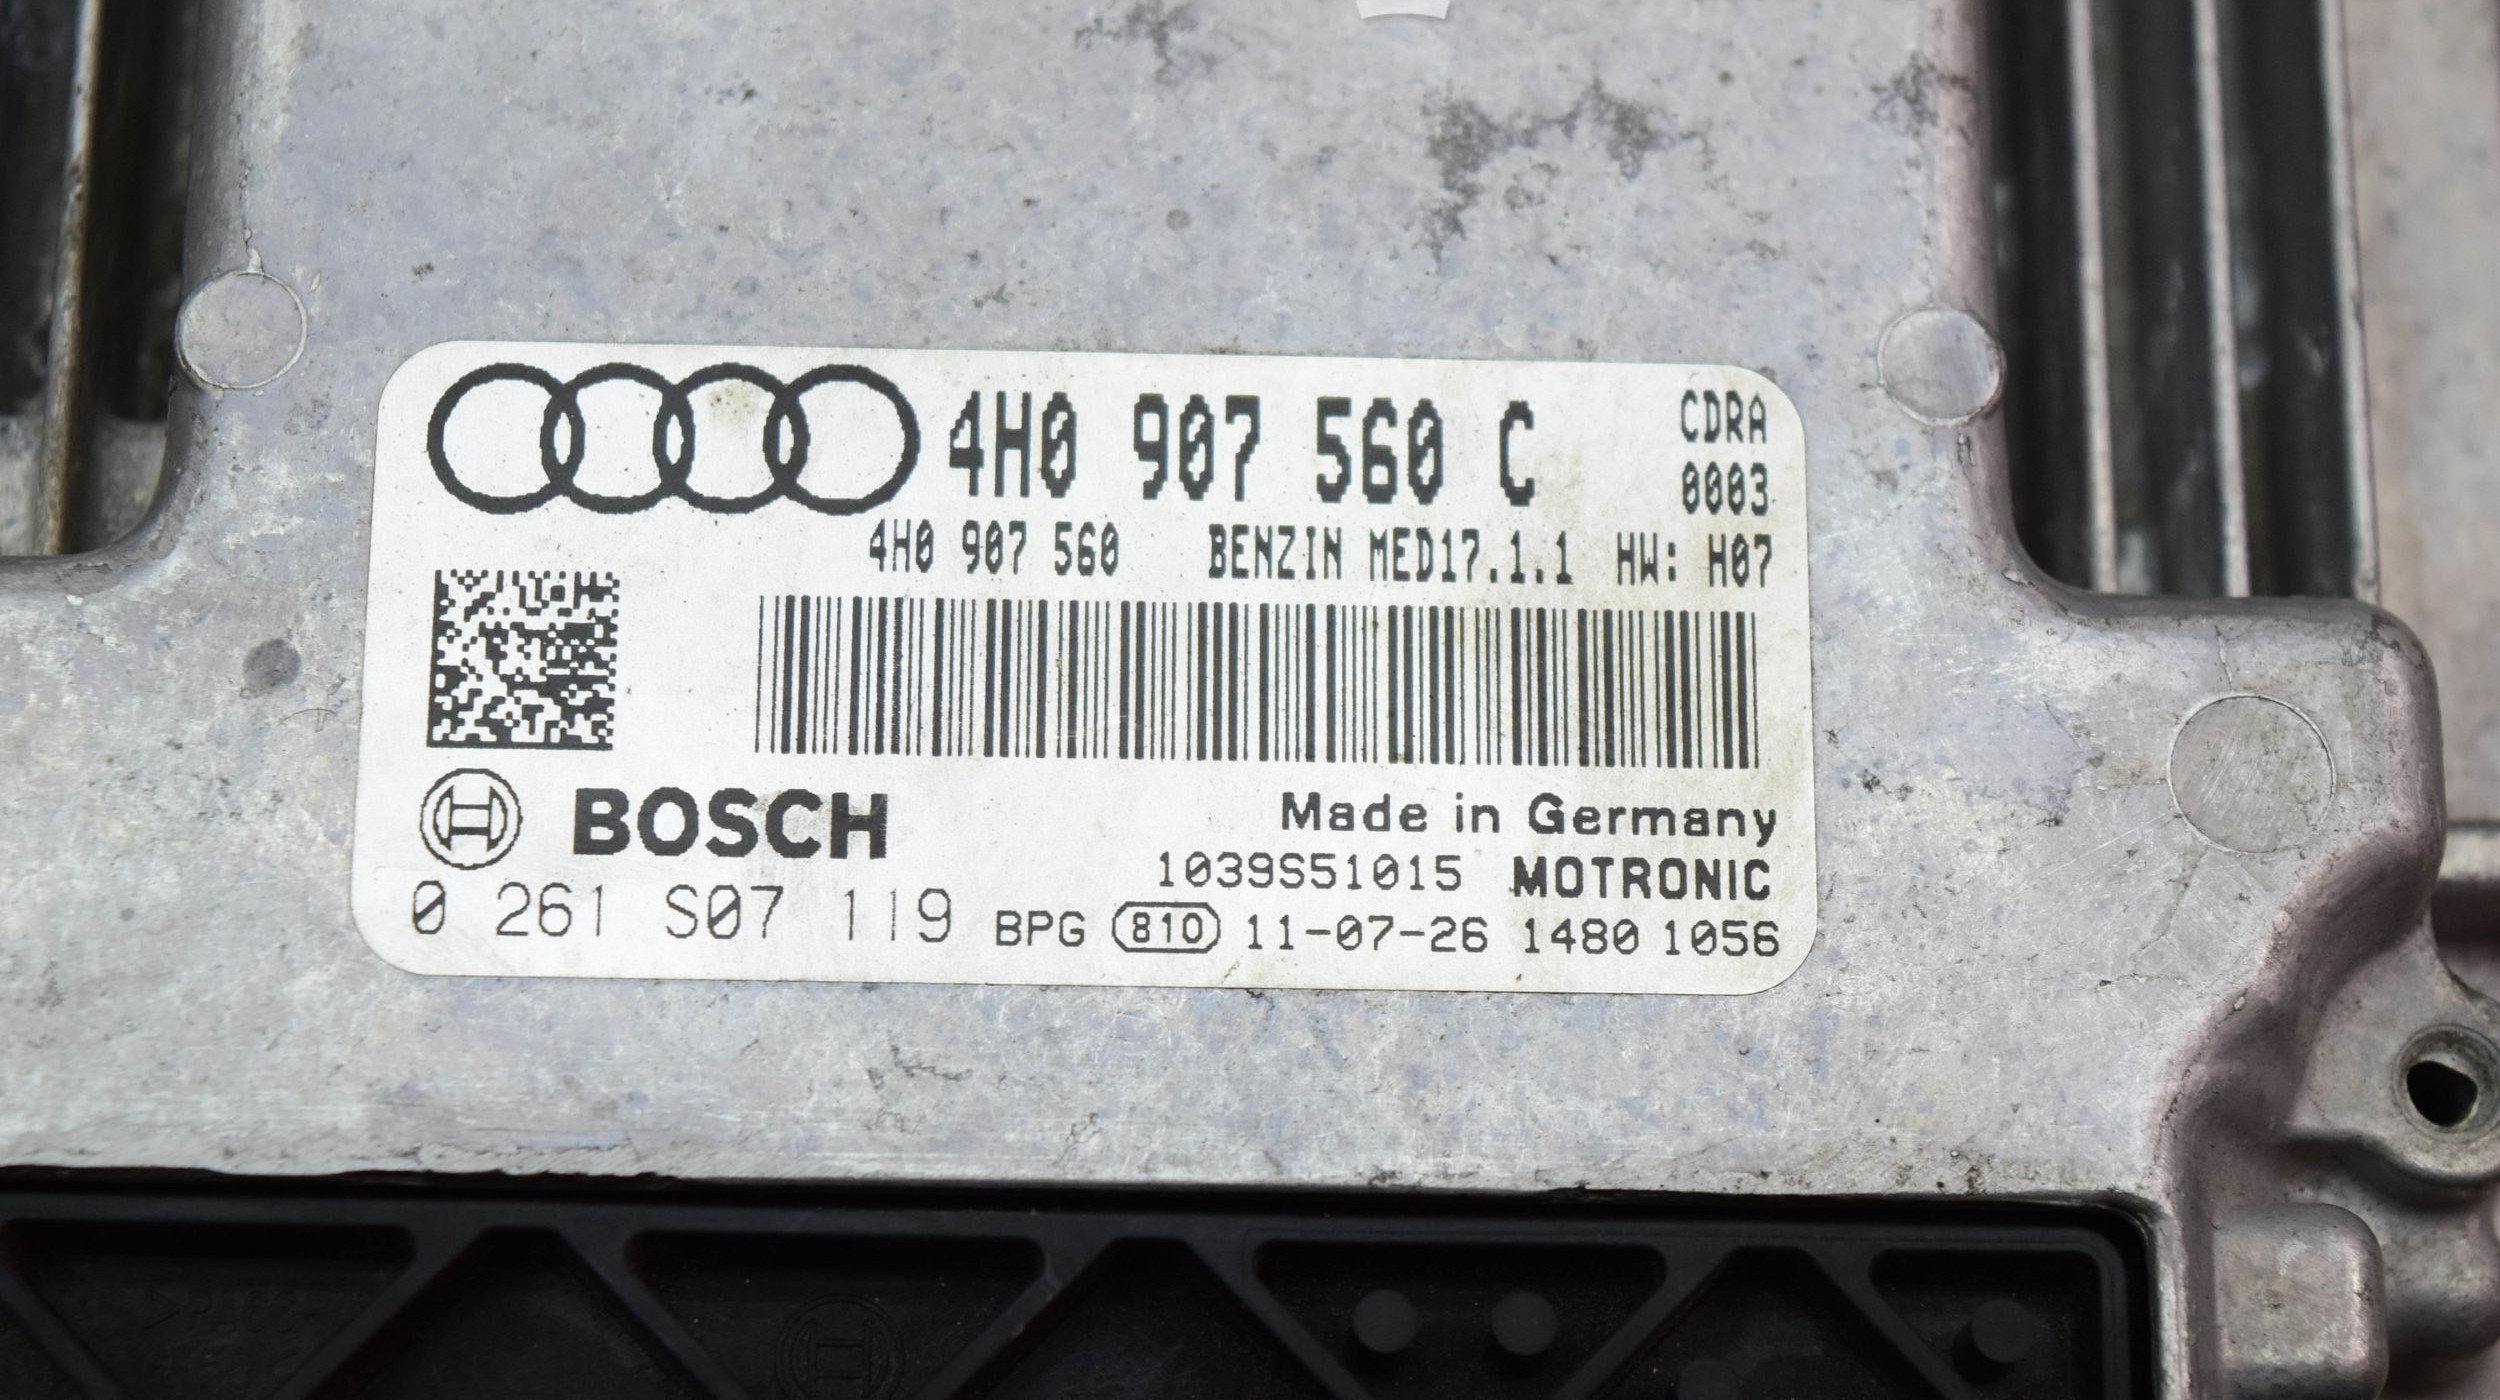 4H0 907 560 C CDRA
0003
4H0 907 560 BENZIN MED17.1.1 HW: H07
BOSCH Made in Germany
1039S51015 MOTRONIC
0 261 S07 119 BPG 810 11-07-26 1480 1056